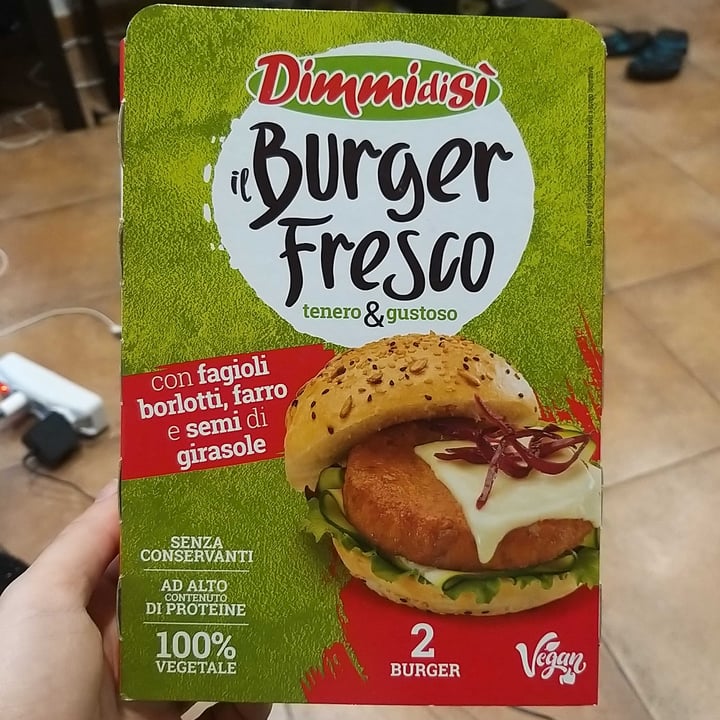 Dimmidisì
il Burger
Fresco
tenero & gustoso
con fagioli
borlotti, farro
e semi di
girasole
SENZA
CONSERVANTI
AD ALTO
CONTENUTO
DI PROTEINE
100%
VEGETALE
2
BURGER
Vegan